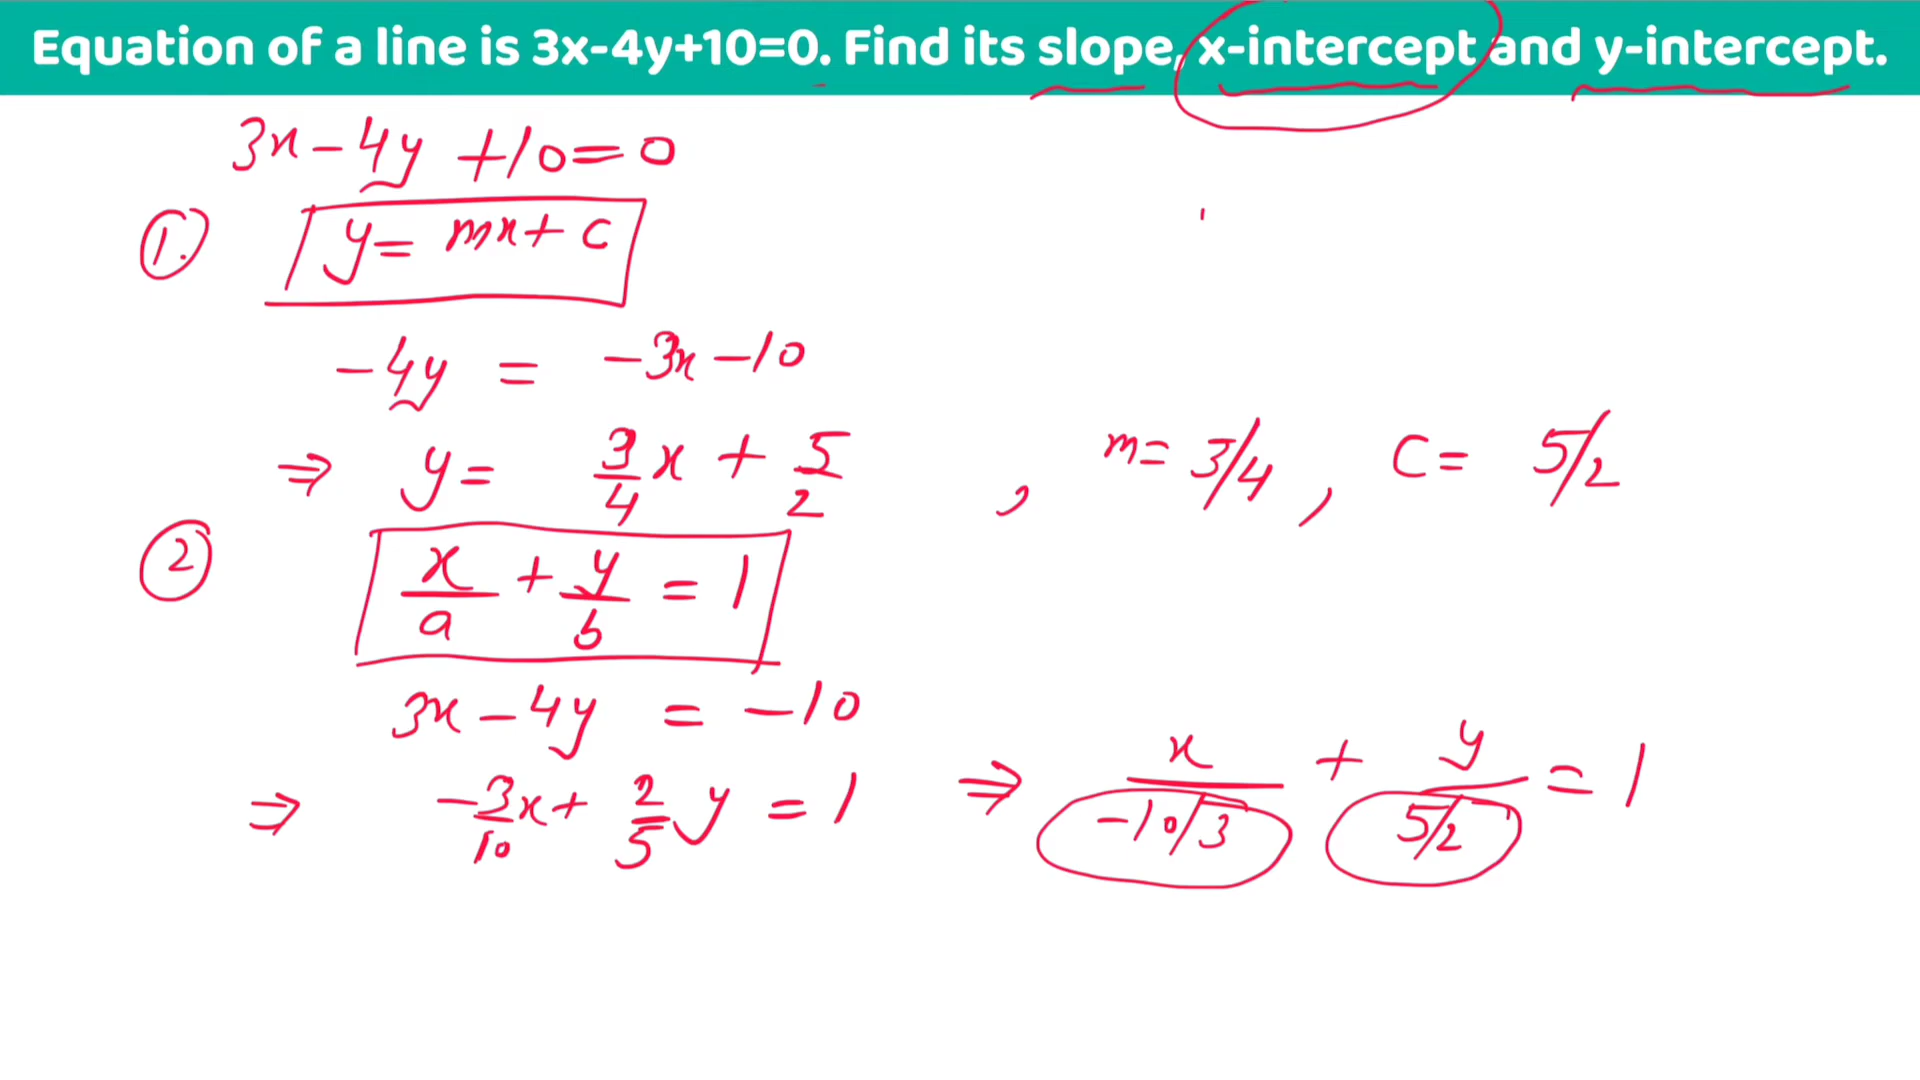 Equation of a line is 3x-4y+10=0. Find its slope, x-intercept and y-intercept.
3x - 4y + 10 = 0
1. y = mx + c
-4y = -3x - 10
⇒ y = 3/4 x + 5/2 , m = 3/4 , C = 5/2
2 x/a + y/b = 1
3x - 4y = -10
⇒ -3/10 x + 2/5 y = 1 ⇒ x/(-10/3) + y/(5/2) = 1